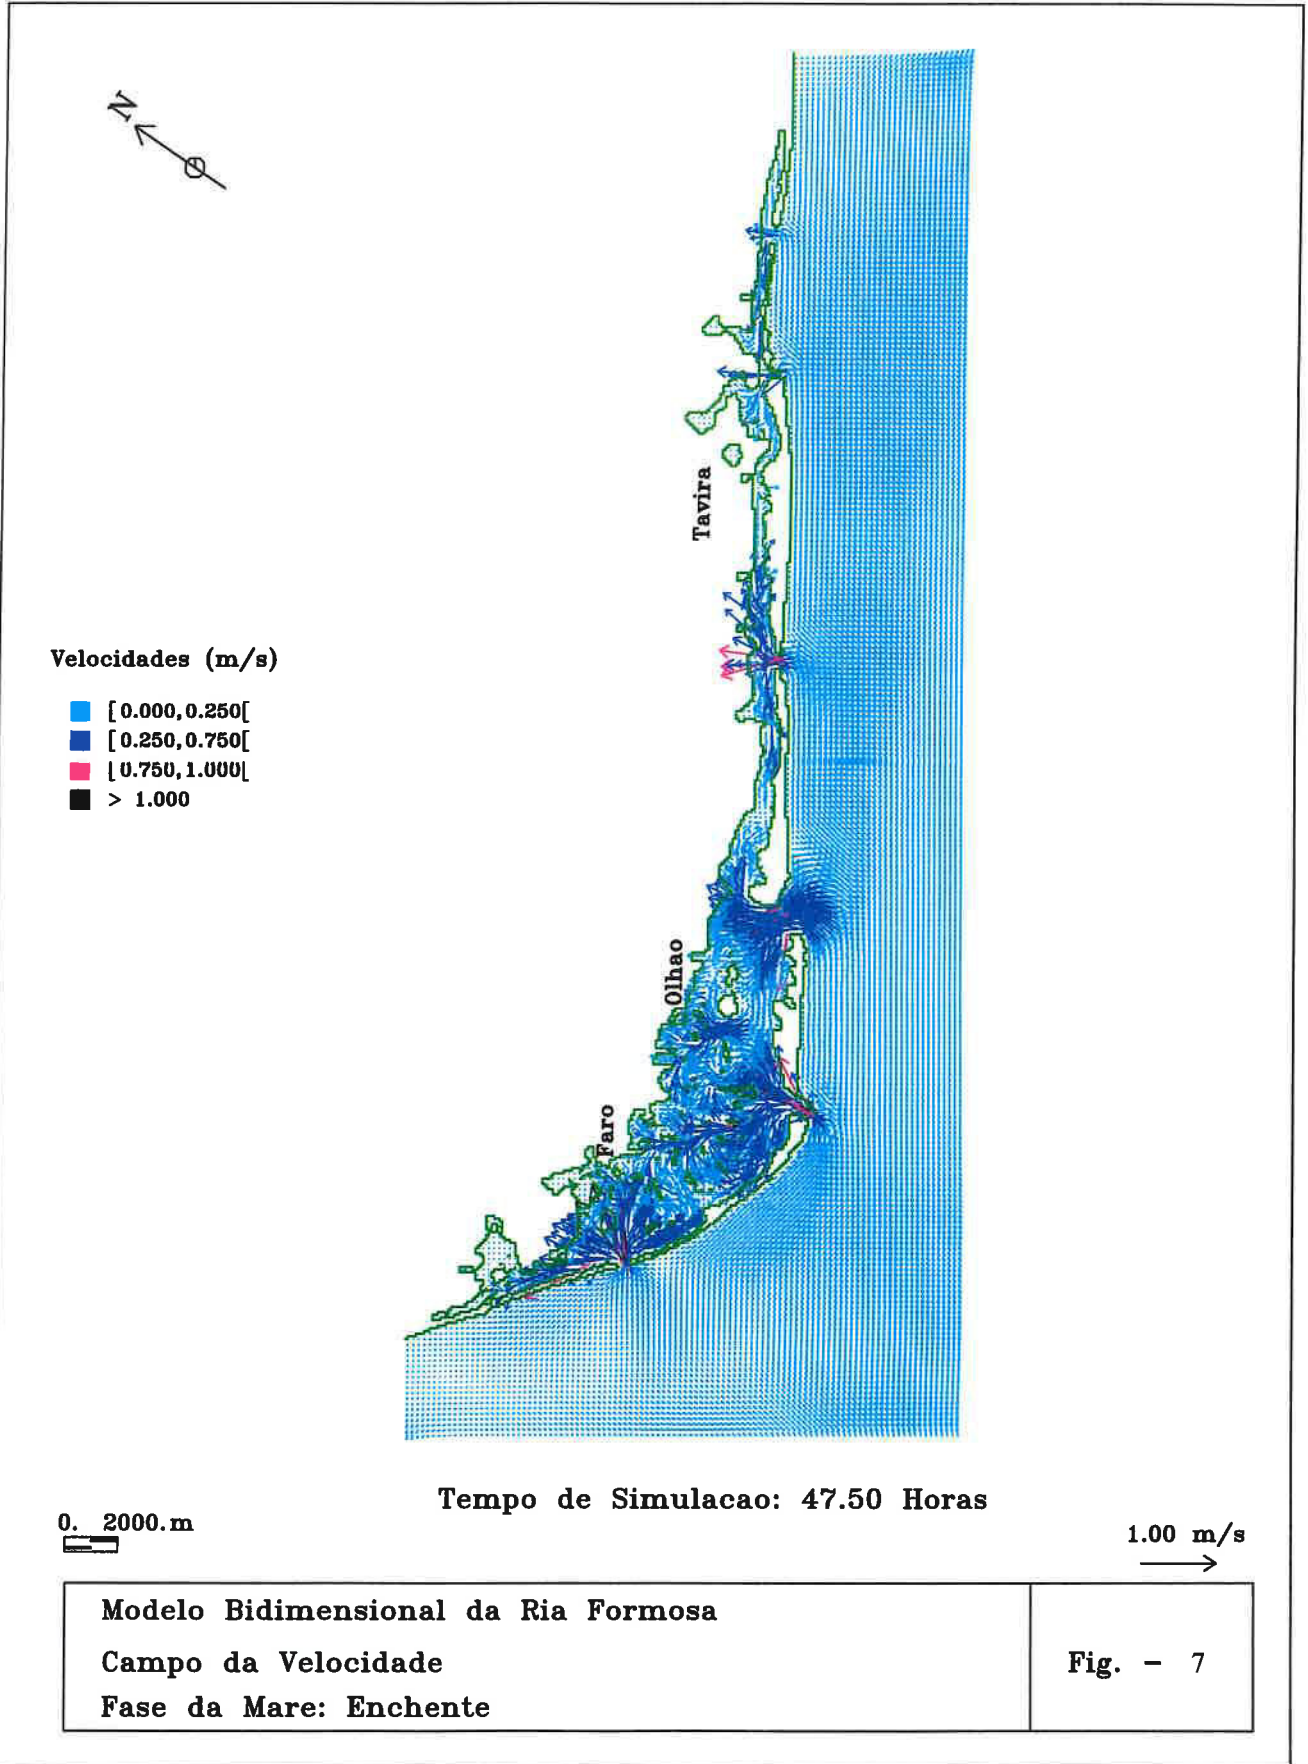 N
Tavira
Velocidades (m/s)
[0.000,0.250[
[0.250,0.750[
[0.750,1.000[
> 1.000
Olhao
Faro
Tempo de Simulacao: 47.50 Horas
0. 2000.m
1.00 m/s
Modelo Bidimensional da Ria Formosa
Campo da Velocidade
Fase da Mare: Enchente
Fig. - 7